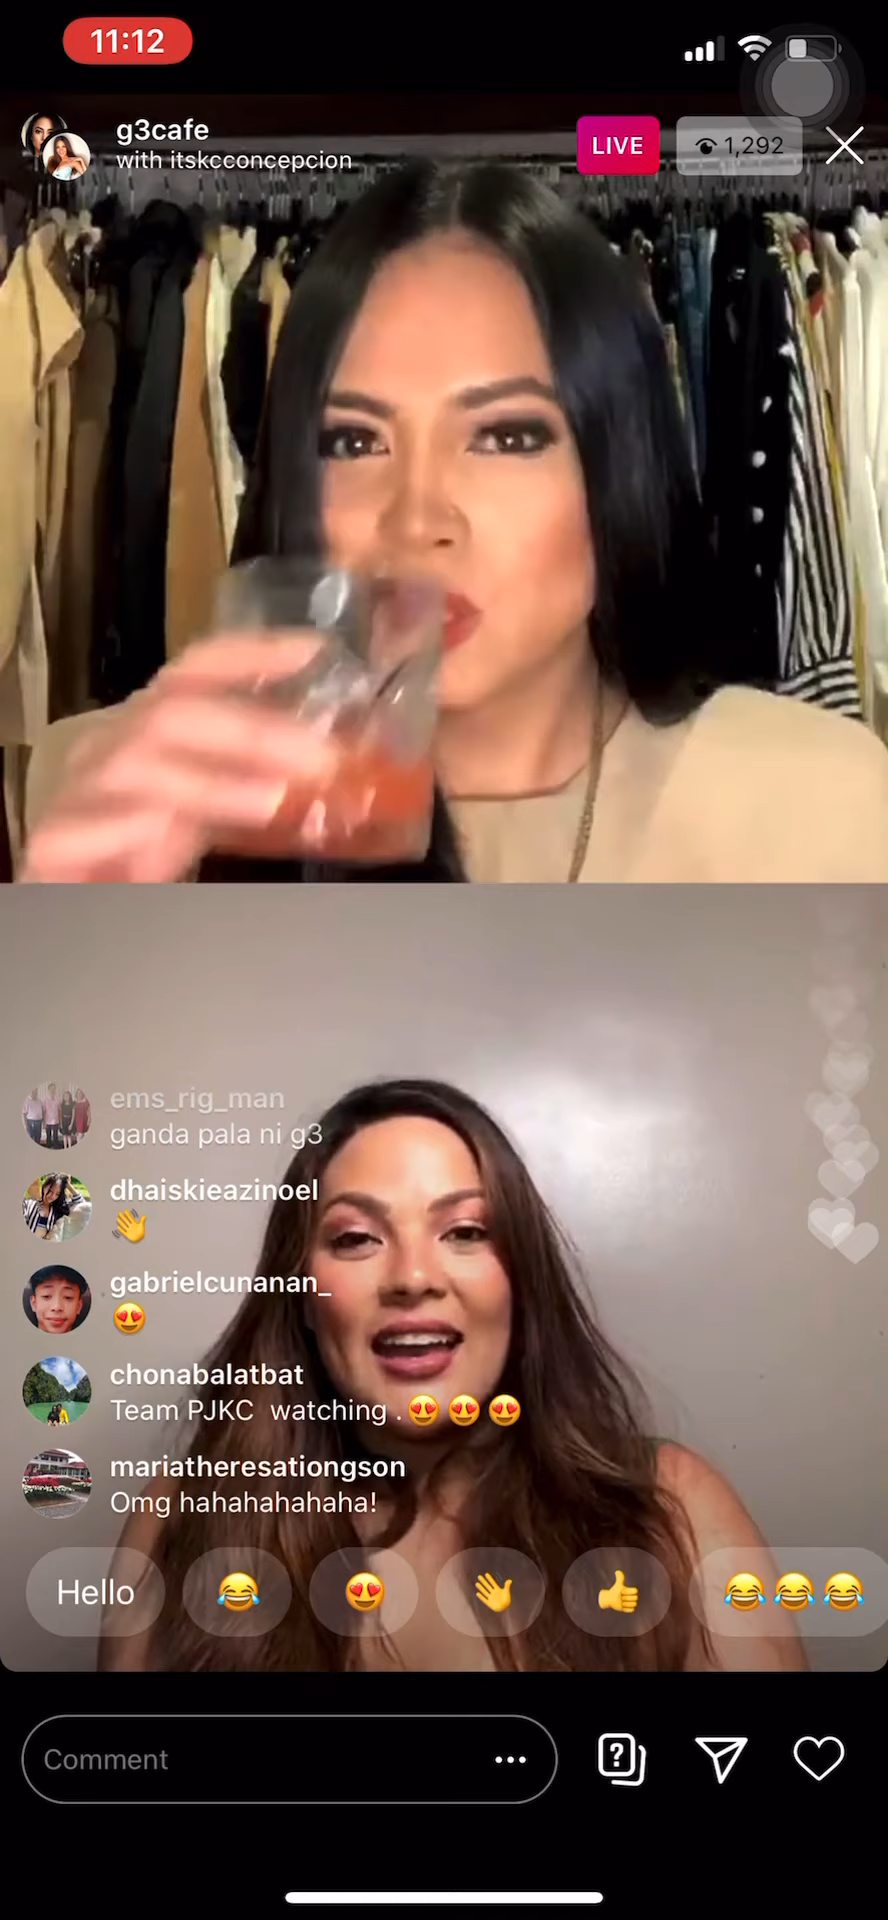 11:12
g3cafe
with itskcconcepcion
LIVE
1,292
ems_rig_man
ganda pala ni g3
dhaiskieazinoel
👋
gabrielcunanan_
😍
chonabalatbat
Team PJKC watching .😍😍😍
mariatheresationgson
Omg hahahahahaha!
Hello 😂 😍 👋 👍 😂😂😂
Comment